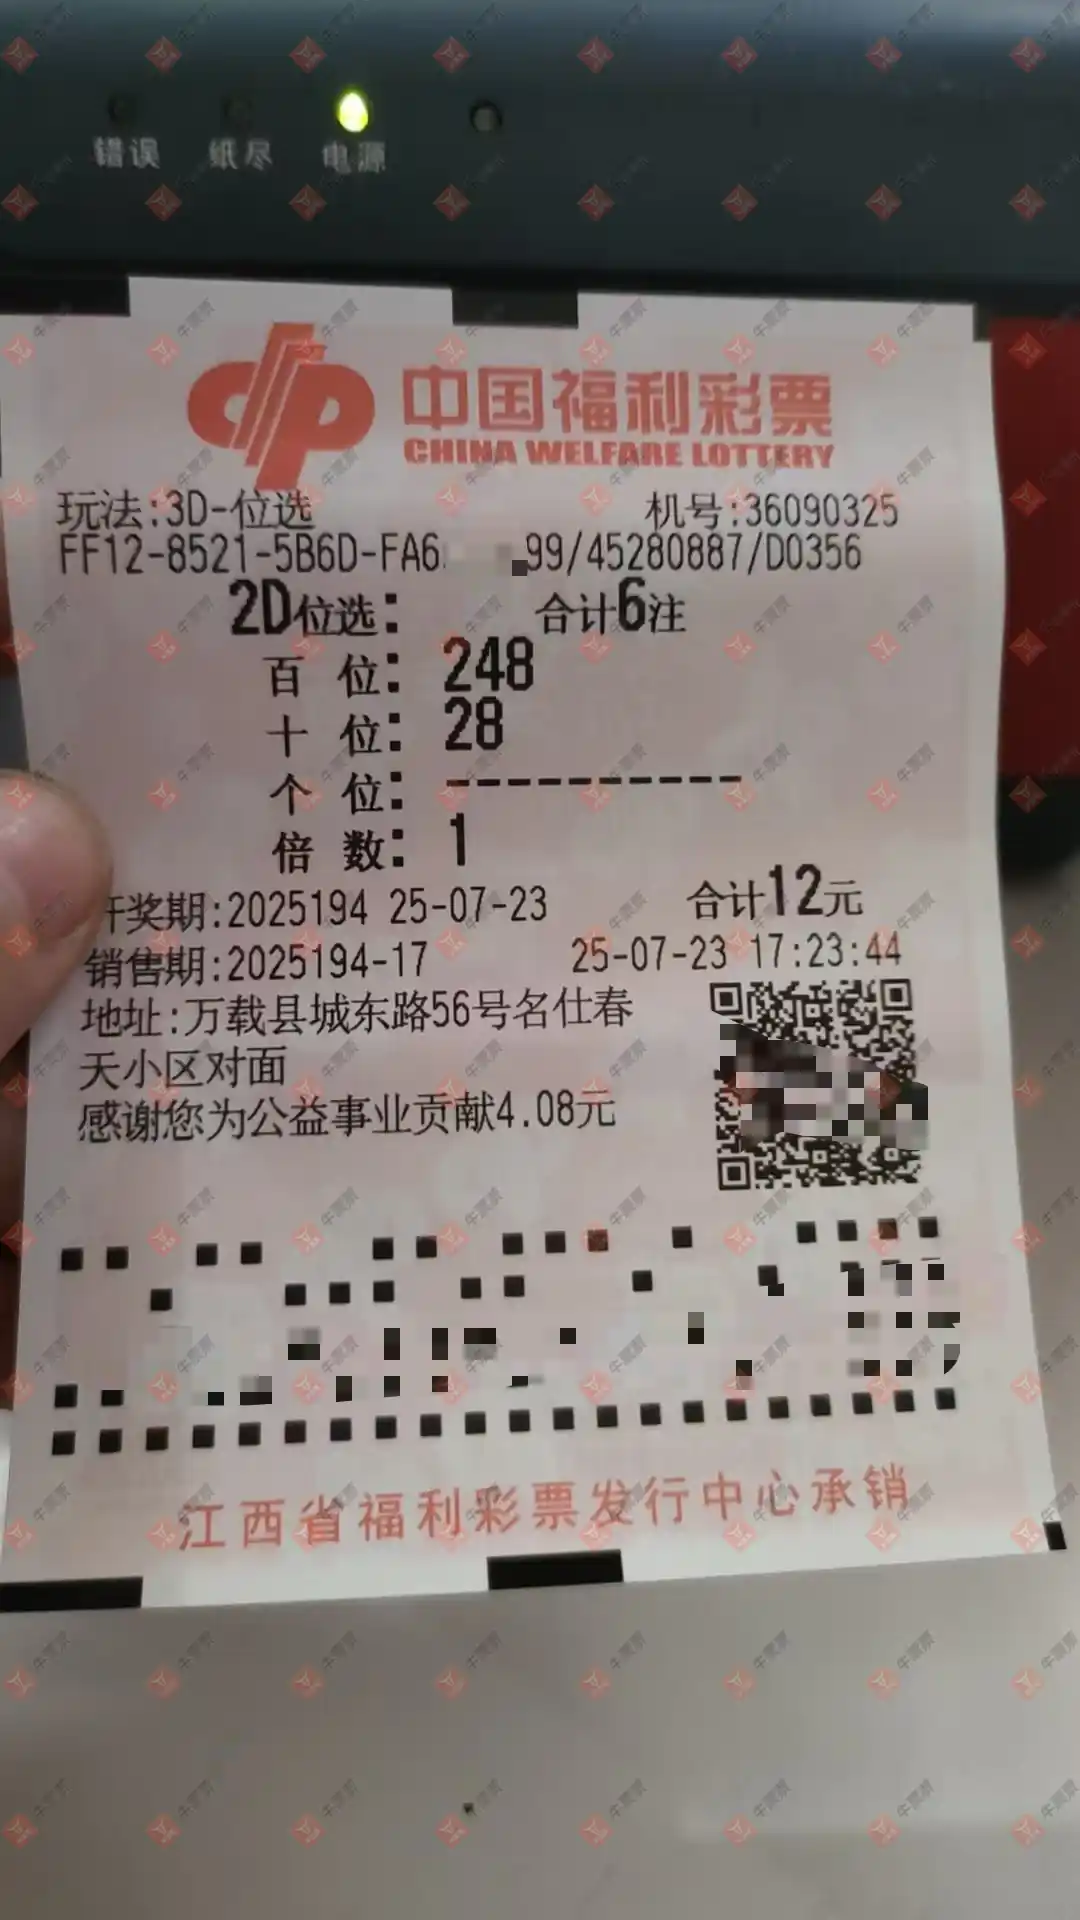 错误 纸尽 电源
中国福利彩票
CHINA WELFARE LOTTERY
玩法:3D-位选 机号:36090325
FF12-8521-5B6D-FA6 99/45280887/D0356
2D位选: 合计6注
百 位: 248
十 位: 28
个 位: ----------
倍 数: 1
开奖期:2025194 25-07-23 合计12元
销售期:2025194-17 25-07-23 17:23:44
地址:万载县城东路56号名仕春
天小区对面
感谢您为公益事业贡献4.08元
江西省福利彩票发行中心承销